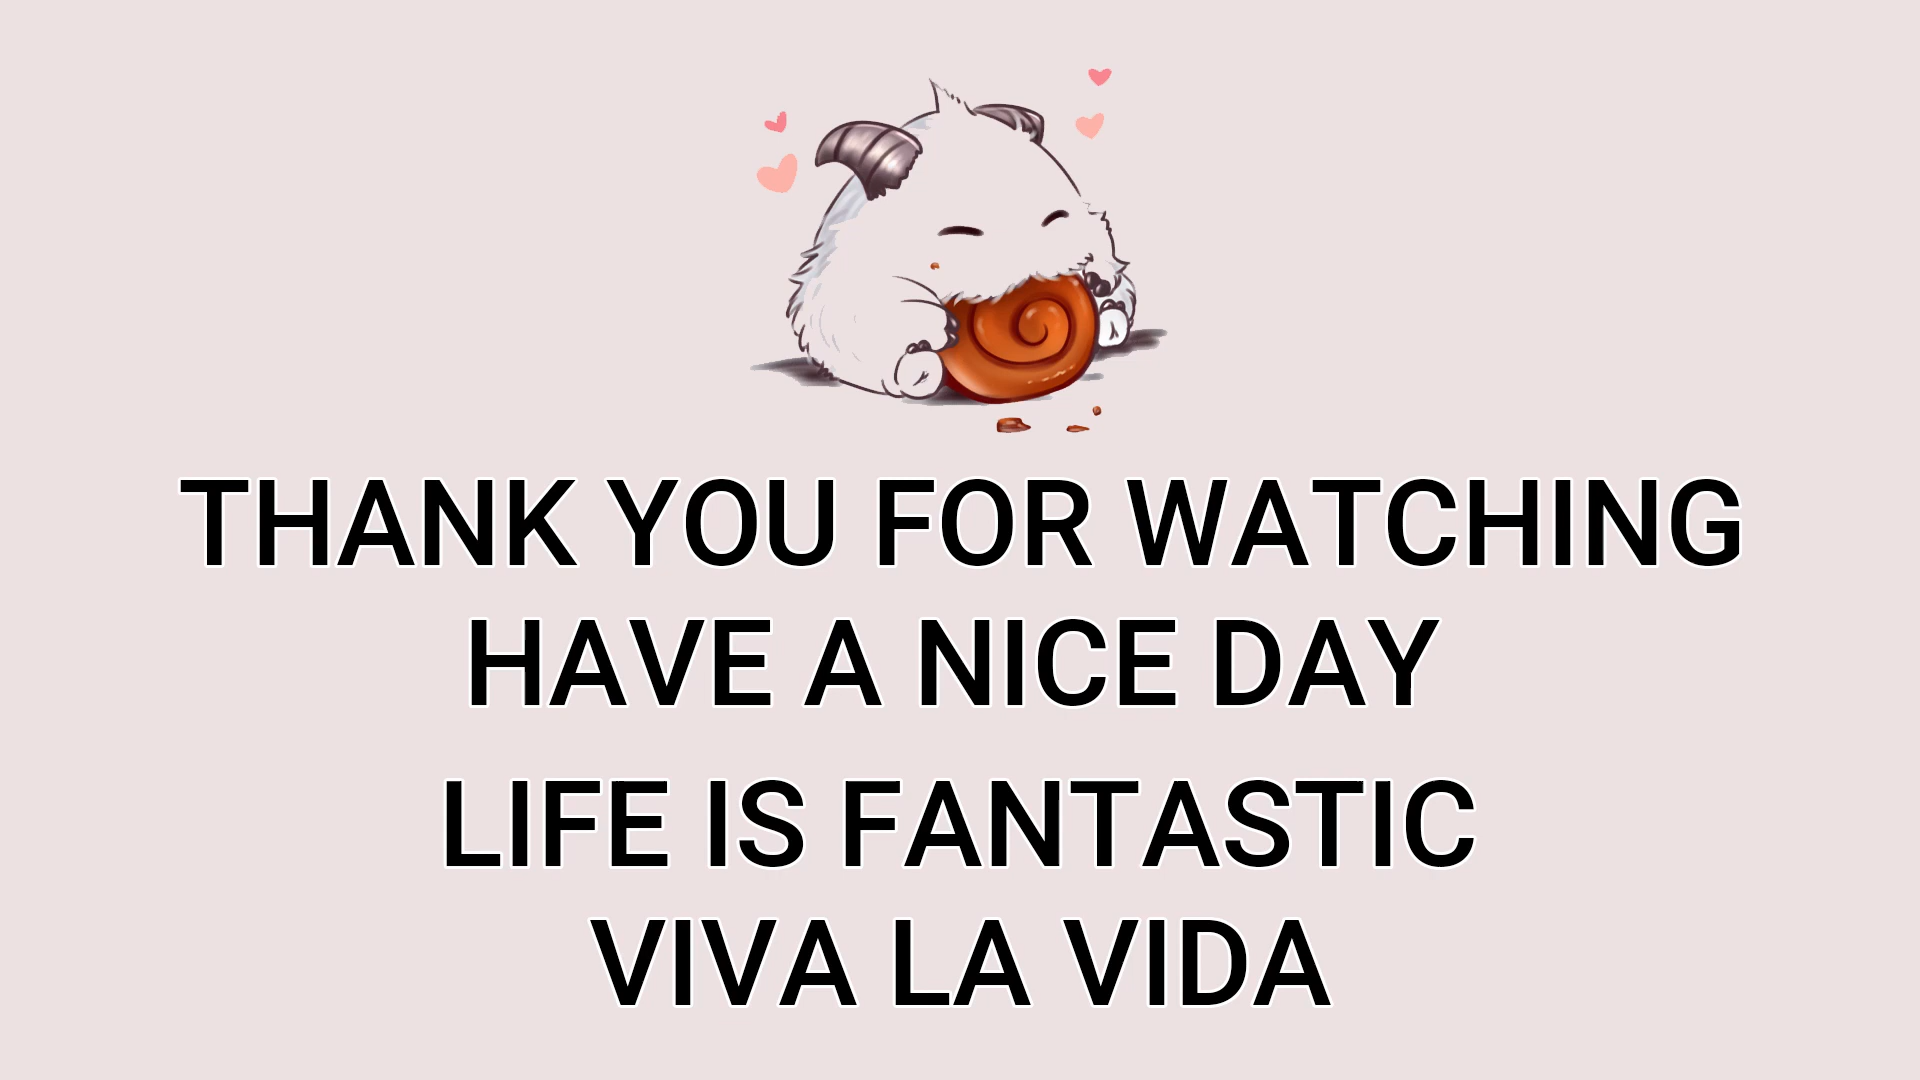 THANK YOU FOR WATCHING
HAVE A NICE DAY
LIFE IS FANTASTIC
VIVA LA VIDA